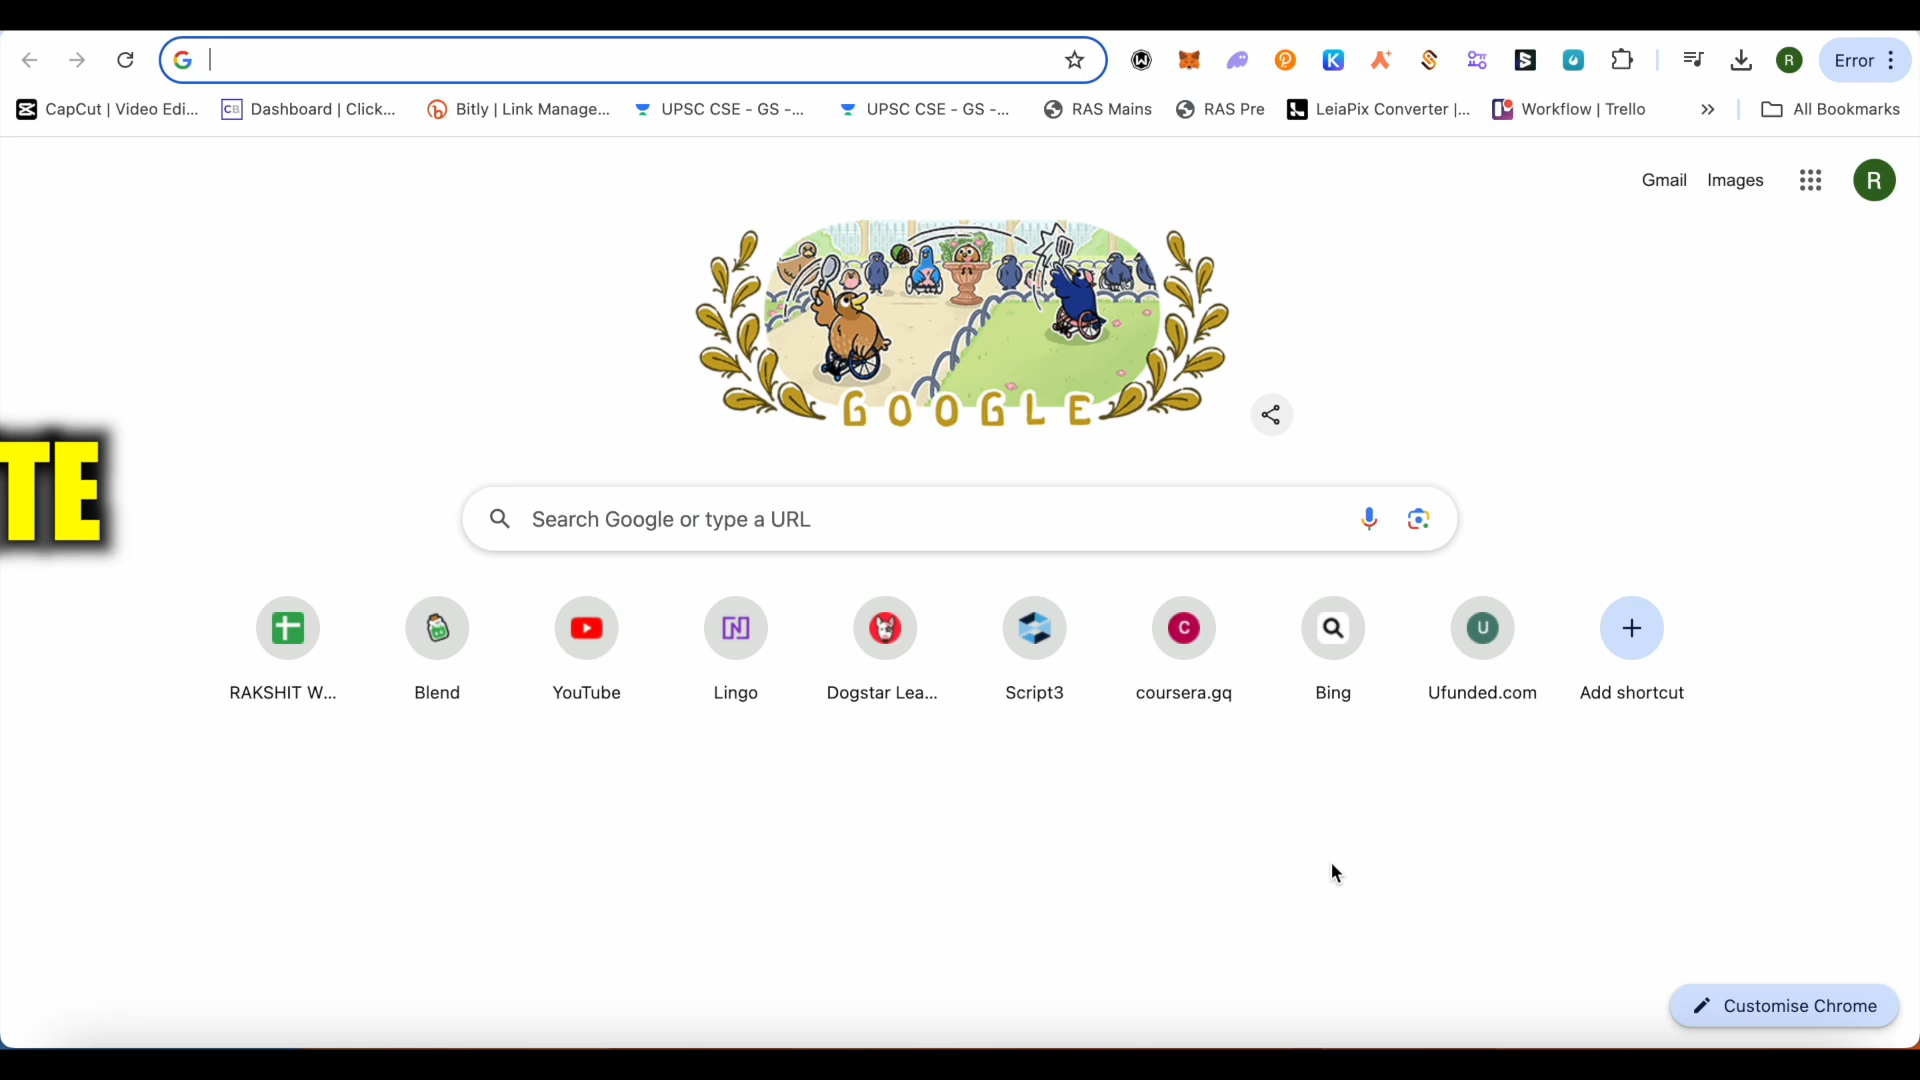 Error
CapCut | Video Edi...
CB
Dashboard | Click...
Bitly | Link Manage...
UPSC CSE - GS -...
UPSC CSE - GS -...
RAS Mains
RAS Pre
LeiaPix Converter |...
Workflow | Trello
All Bookmarks
Gmail
Images
R
GOOGLE
TE
Search Google or type a URL
RAKSHIT W...
Blend
YouTube
Lingo
Dogstar Lea...
Script3
C
coursera.gq
Bing
U
Ufunded.com
Add shortcut
Customise Chrome